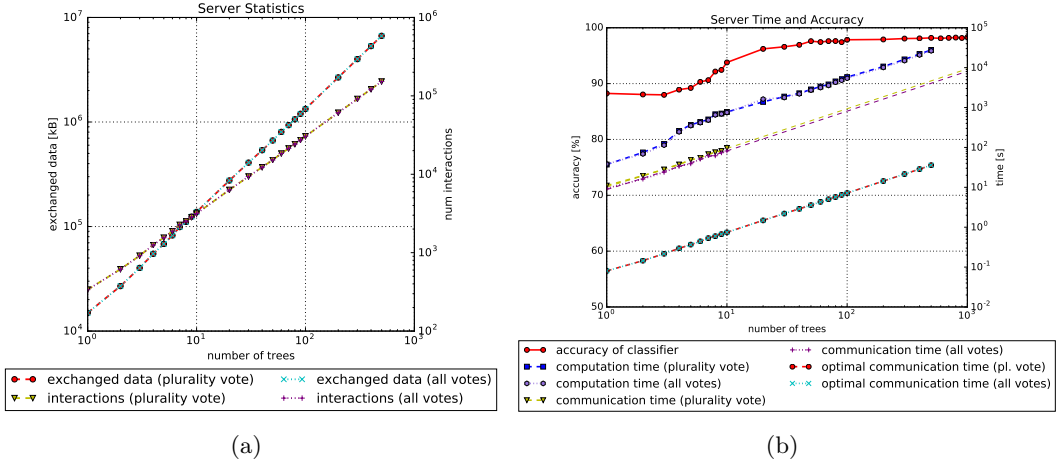 Server Statistics
10^7
10^6
10^5
10^4
exchanged data [kB]
10^6
10^5
10^4
10^3
10^2
num interactions
10^0 10^1 10^2 10^3
number of trees
exchanged data (plurality vote)
interactions (plurality vote)
exchanged data (all votes)
interactions (all votes)
(a)
Server Time and Accuracy
100
90
80
70
60
50
accuracy [%]
10^5
10^4
10^3
10^2
10^1
10^0
10^-1
10^-2
time [s]
10^0 10^1 10^2 10^3
number of trees
accuracy of classifier
computation time (plurality vote)
computation time (all votes)
communication time (plurality vote)
communication time (all votes)
optimal communication time (pl. vote)
optimal communication time (all votes)
(b)